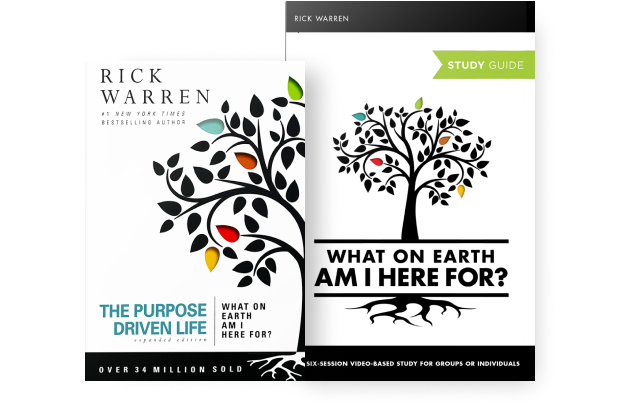 RICK
WARREN
#1 NEW YORK TIMES
BESTSELLING AUTHOR
THE PURPOSE
DRIVEN LIFE
expanded edition
WHAT ON
EARTH
AM I
HERE FOR?
OVER 34 MILLION SOLD
RICK WARREN
STUDY GUIDE
WHAT ON EARTH
AM I HERE FOR?
SIX-SESSION VIDEO-BASED STUDY FOR GROUPS OR INDIVIDUALS